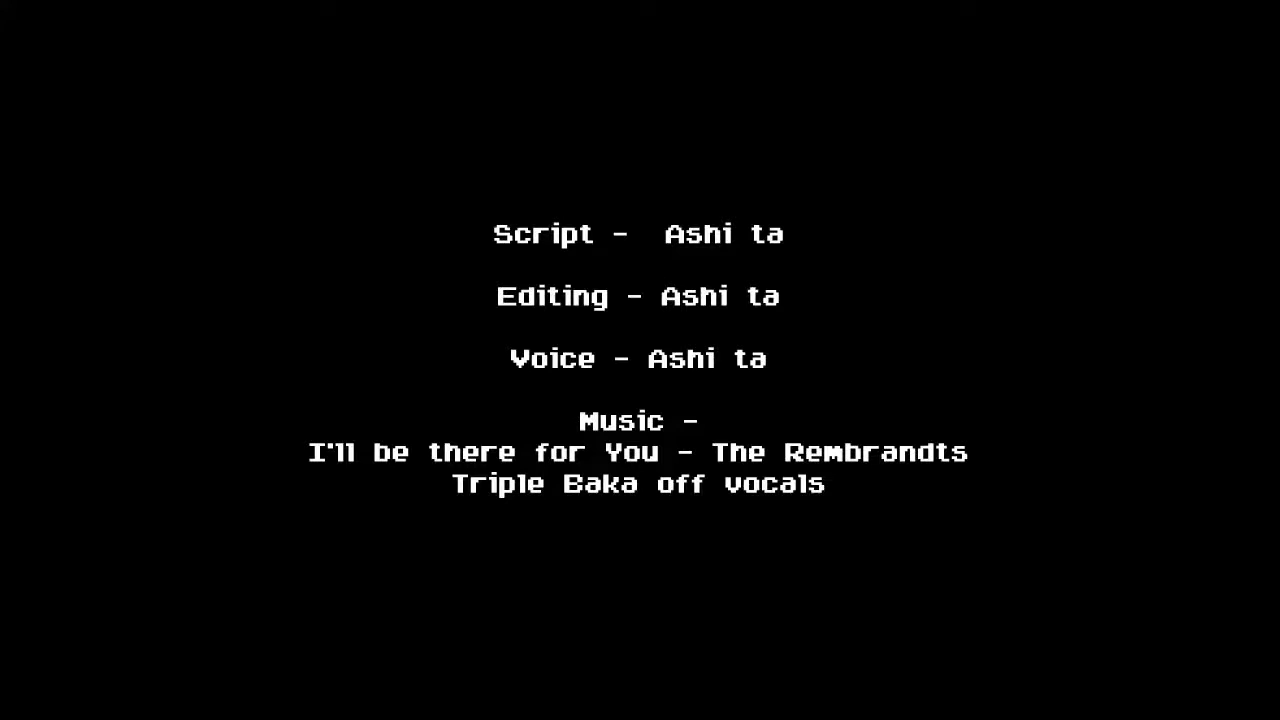 Script -  Ashi ta
Editing - Ashi ta
Voice - Ashi ta
Music -
I'll be there for You - The Rembrandts
Triple Baka off vocals